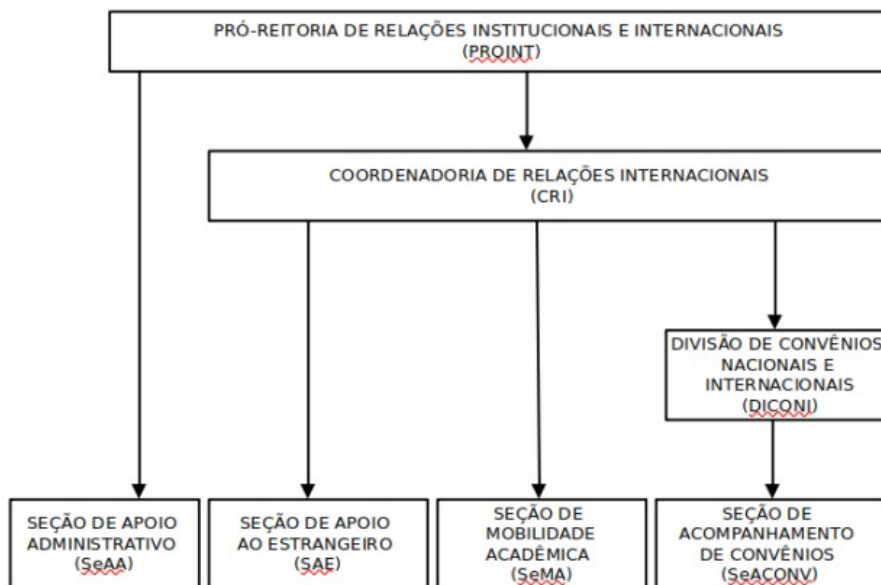 PRÓ-REITORIA DE RELAÇÕES INSTITUCIONAIS E INTERNACIONAIS
(PROINT)
COORDENADORIA DE RELAÇÕES INTERNACIONAIS
(CRI)
DIVISÃO DE CONVÊNIOS
NACIONAIS E
INTERNACIONAIS
(DICONI)
SEÇÃO DE APOIO
ADMINISTRATIVO
(SeAA)
SEÇÃO DE APOIO
AO ESTRANGEIRO
(SAE)
SEÇÃO DE
MOBILIDADE
ACADÊMICA
(SeMA)
SEÇÃO DE
ACOMPANHAMENTO
DE CONVÊNIOS
(SeACONV)